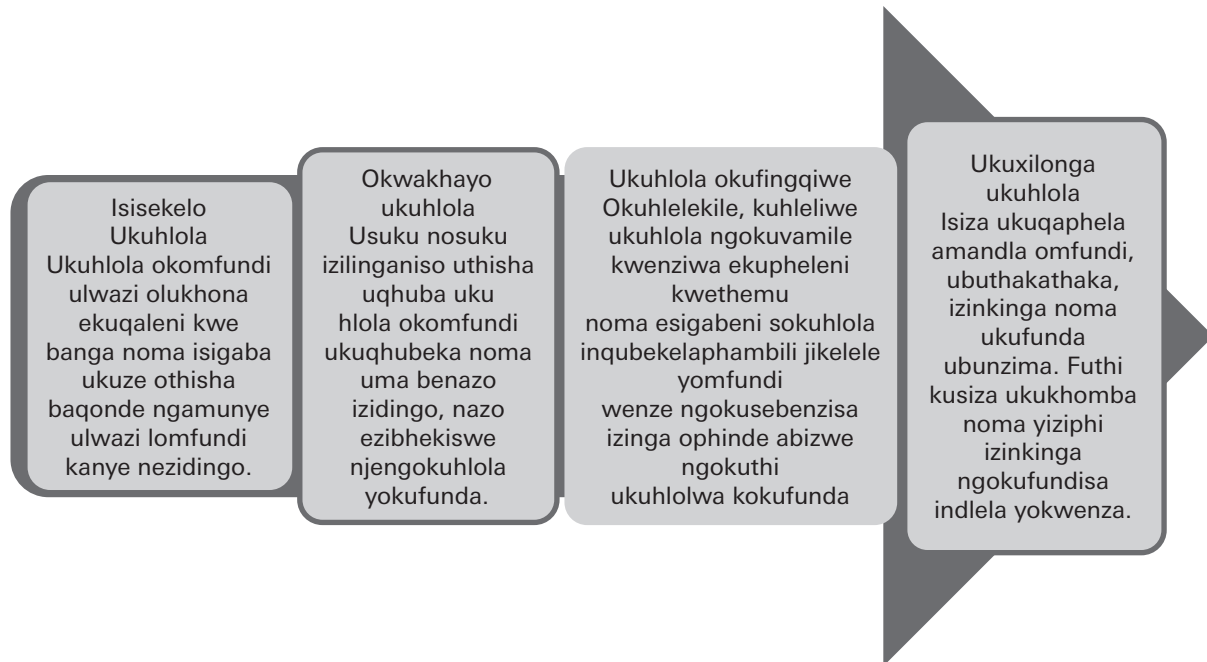 Isisekelo
Ukuhlola
Ukuhlola okomfundi
ulwazi olukhona
ekuqaleni kwe
banga noma isigaba
ukuze othisha
baqonde ngamunye
ulwazi lomfundi
kanye nezidingo.
Okwakhayo
ukuhlola
Usuku nosuku
izilinganiso uthisha
uqhuba uku
hlola okomfundi
ukuqhubeka noma
uma benazo
izidingo, nazo
ezibhekiswe
njengokuhlola
yokufunda.
Ukuhlola okufingqiwe
Okuhlelekile, kuhleliwe
ukuhlola ngokuvamile
kwenziwa ekupheleni
kwethemu
noma esigabeni sokuhlola
inqubekelaphambili jikelele
yomfundi
wenze ngokusebenzisa
izinga ophinde abizwe
ngokuthi
ukuhlolwa kokufunda
Ukuxilonga
ukuhlola
Isiza ukuqaphela
amandla omfundi,
ubuthakathaka,
izinkinga noma
ukufunda
ubunzima. Futhi
kusiza ukukhomba
noma yiziphi
izinkinga
ngokufundisa
indlela yokwenza.